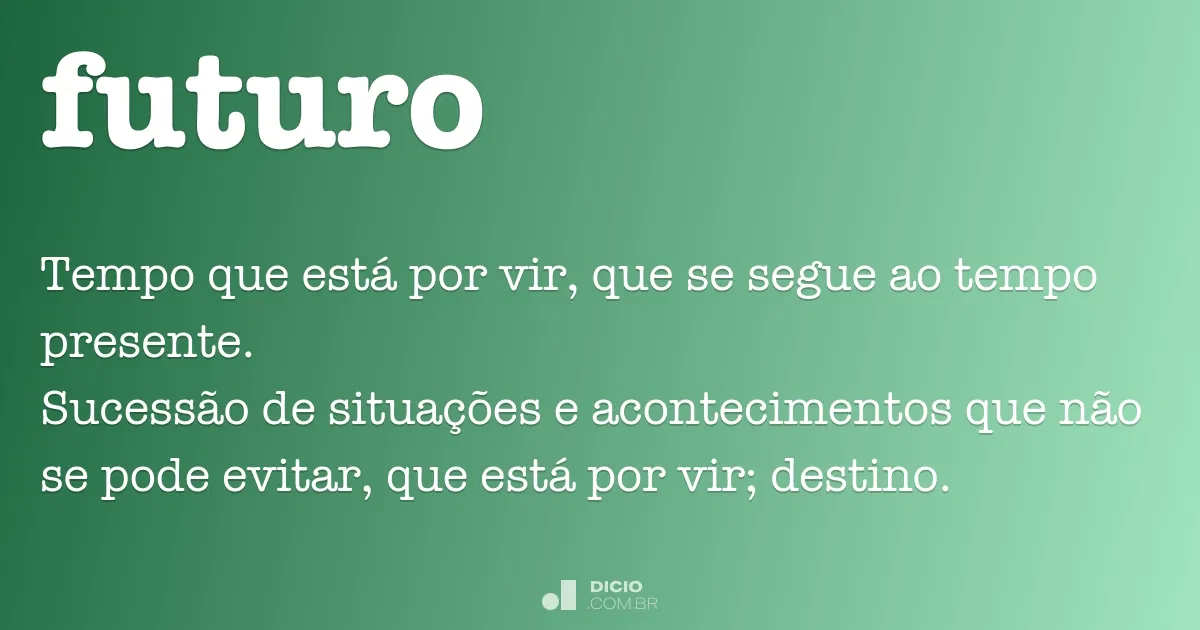 futuro
Tempo que está por vir, que se segue ao tempo
presente.
Sucessão de situações e acontecimentos que não
se pode evitar, que está por vir; destino.
DICIO
.COM.BR